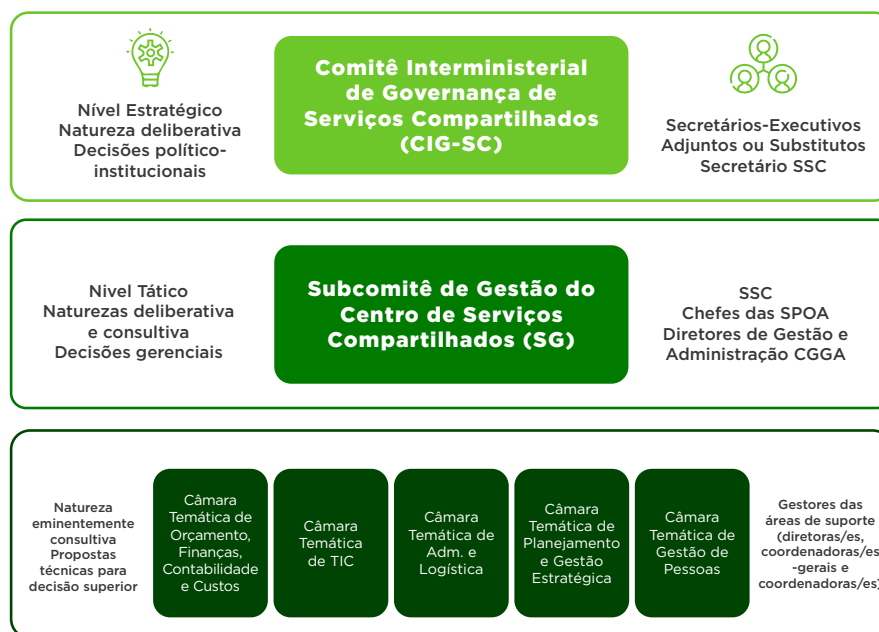 Nível Estratégico
Natureza deliberativa
Decisões político-
institucionais
Comitê Interministerial
de Governança de
Serviços Compartilhados
(CIG-SC)
Secretários-Executivos
Adjuntos ou Substitutos
Secretário SSC
Nivel Tático
Naturezas deliberativa
e consultiva
Decisões gerenciais
Subcomitê de Gestão do
Centro de Serviços
Compartilhados (SG)
SSC
Chefes das SPOA
Diretores de Gestão e
Administração CGGA
Natureza
eminentemente
consultiva
Propostas
técnicas para
decisão superior
Câmara
Temática de
Orçamento,
Finanças,
Contabilidade
e Custos
Câmara
Temática
de TIC
Câmara
Temática de
Adm. e
Logística
Câmara
Temática de
Planejamento
e Gestão
Estratégica
Câmara
Temática de
Gestão de
Pessoas
Gestores das
áreas de suporte
(diretoras/es,
coordenadoras/es
-gerais e
coordenadoras/es)